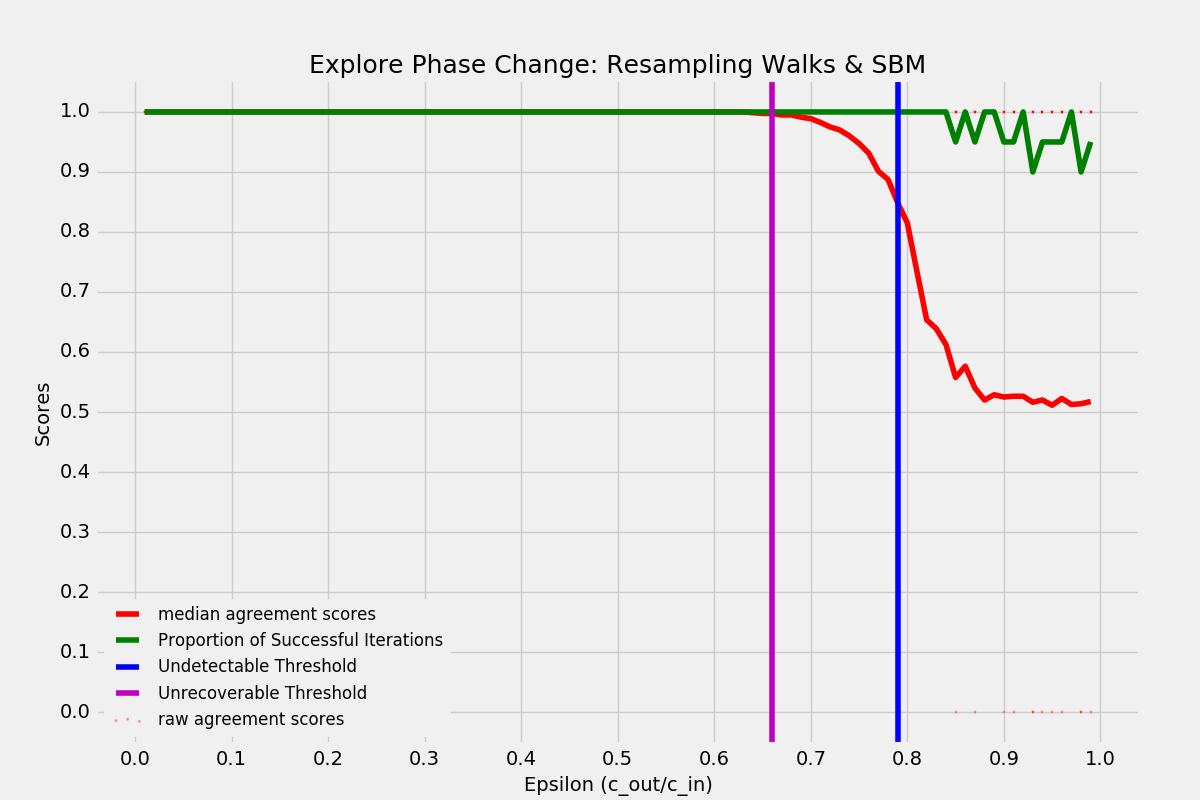 Explore Phase Change: Resampling Walks & SBM
1.0
0.9
0.8
0.7
0.6
0.5
0.4
0.3
0.2
0.1
0.0
Scores
median agreement scores
Proportion of Successful Iterations
Undetectable Threshold
Unrecoverable Threshold
raw agreement scores
0.0 0.1 0.2 0.3 0.4 0.5 0.6 0.7 0.8 0.9 1.0
Epsilon (c_out/c_in)